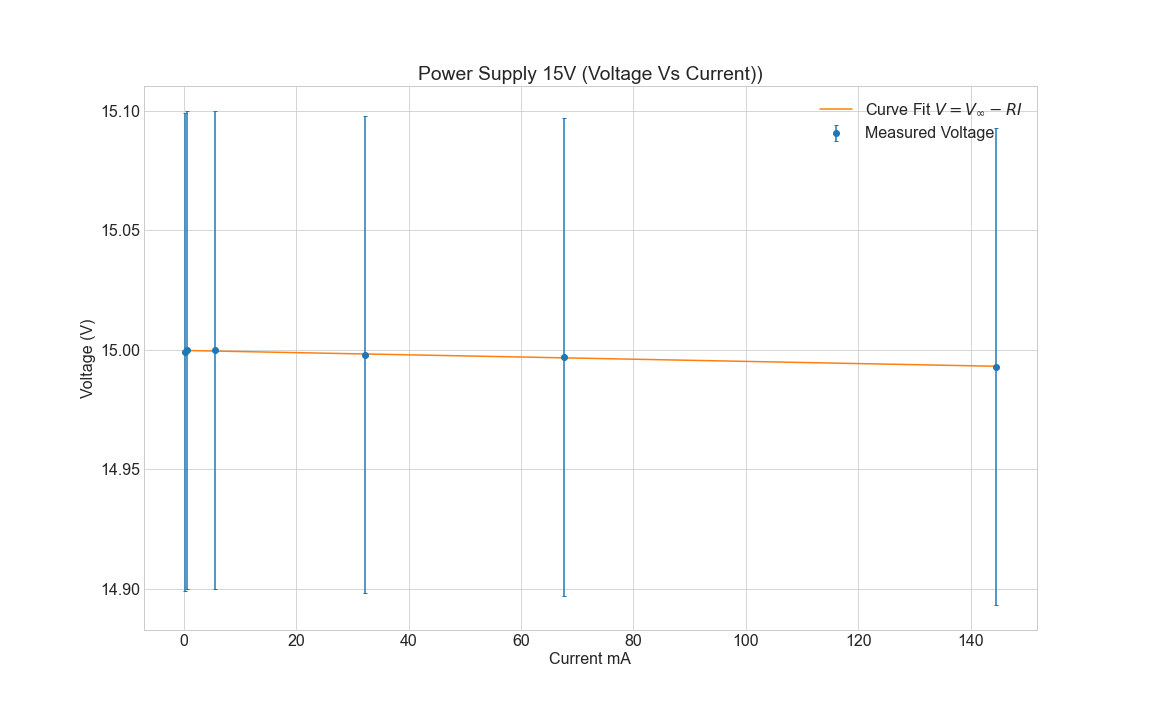 Power Supply 15V (Voltage Vs Current))
Curve Fit V = V∞ − RI
Measured Voltage
Voltage (V)
15.10
15.05
15.00
14.95
14.90
0 20 40 60 80 100 120 140
Current mA